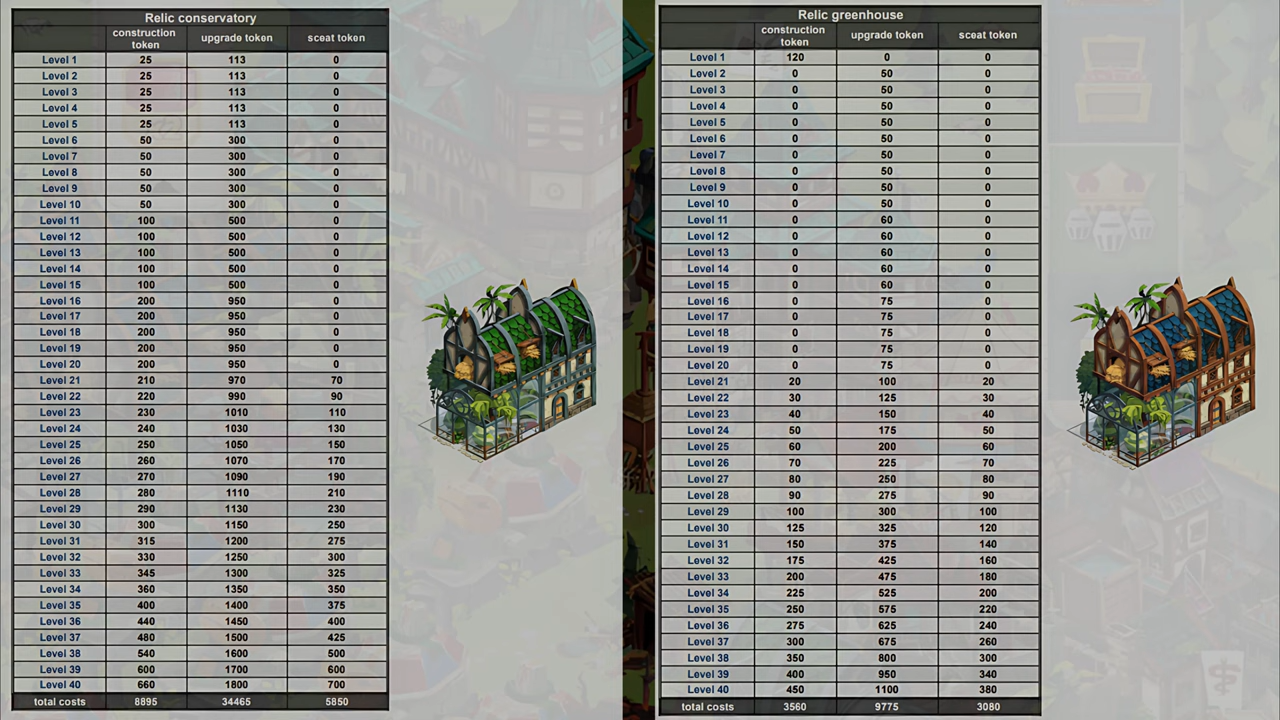 Relic conservatory
construction token upgrade token sceat token
Level 1 25 113 0
Level 2 25 113 0
Level 3 25 113 0
Level 4 25 113 0
Level 5 25 113 0
Level 6 50 300 0
Level 7 50 300 0
Level 8 50 300 0
Level 9 50 300 0
Level 10 50 300 0
Level 11 100 500 0
Level 12 100 500 0
Level 13 100 500 0
Level 14 100 500 0
Level 15 100 500 0
Level 16 200 950 0
Level 17 200 950 0
Level 18 200 950 0
Level 19 200 950 0
Level 20 200 950 0
Level 21 210 970 70
Level 22 220 990 90
Level 23 230 1010 110
Level 24 240 1030 130
Level 25 250 1050 150
Level 26 260 1070 170
Level 27 270 1090 190
Level 28 280 1110 210
Level 29 290 1130 230
Level 30 300 1150 250
Level 31 315 1200 275
Level 32 330 1250 300
Level 33 345 1300 325
Level 34 360 1350 350
Level 35 400 1400 375
Level 36 440 1450 400
Level 37 480 1500 425
Level 38 540 1600 500
Level 39 600 1700 600
Level 40 660 1800 700
total costs 8895 34465 5850
Relic greenhouse
construction token upgrade token sceat token
Level 1 120 0 0
Level 2 0 50 0
Level 3 0 50 0
Level 4 0 50 0
Level 5 0 50 0
Level 6 0 50 0
Level 7 0 50 0
Level 8 0 50 0
Level 9 0 50 0
Level 10 0 50 0
Level 11 0 60 0
Level 12 0 60 0
Level 13 0 60 0
Level 14 0 60 0
Level 15 0 60 0
Level 16 0 75 0
Level 17 0 75 0
Level 18 0 75 0
Level 19 0 75 0
Level 20 0 75 0
Level 21 20 100 20
Level 22 30 125 30
Level 23 40 150 40
Level 24 50 175 50
Level 25 60 200 60
Level 26 70 225 70
Level 27 80 250 80
Level 28 90 275 90
Level 29 100 300 100
Level 30 125 325 120
Level 31 150 375 140
Level 32 175 425 160
Level 33 200 475 180
Level 34 225 525 200
Level 35 250 575 220
Level 36 275 625 240
Level 37 300 675 260
Level 38 350 800 300
Level 39 400 950 340
Level 40 450 1100 380
total costs 3560 9775 3080